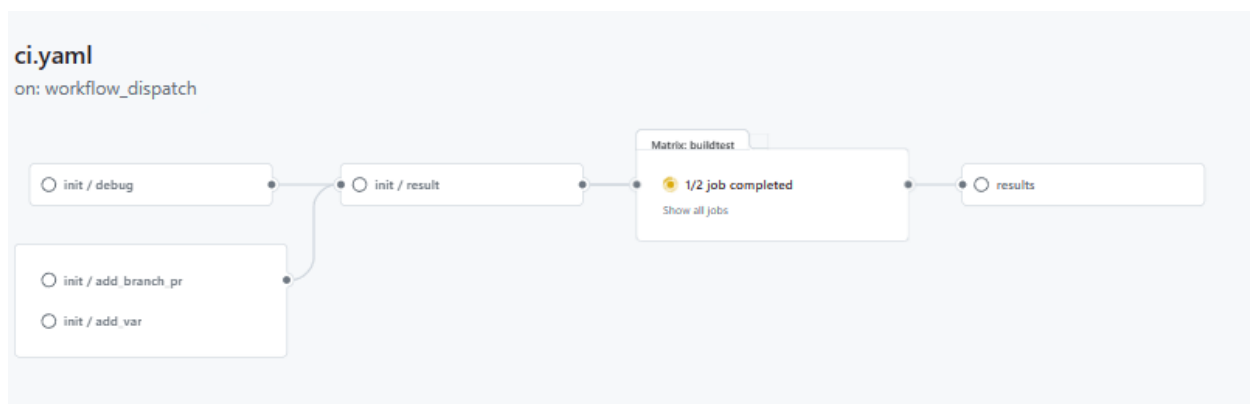 ci.yaml
on: workflow_dispatch
Matrix: buildtest
init / debug
init / result
1/2 job completed
Show all jobs
results
init / add_branch_pr
init / add_var